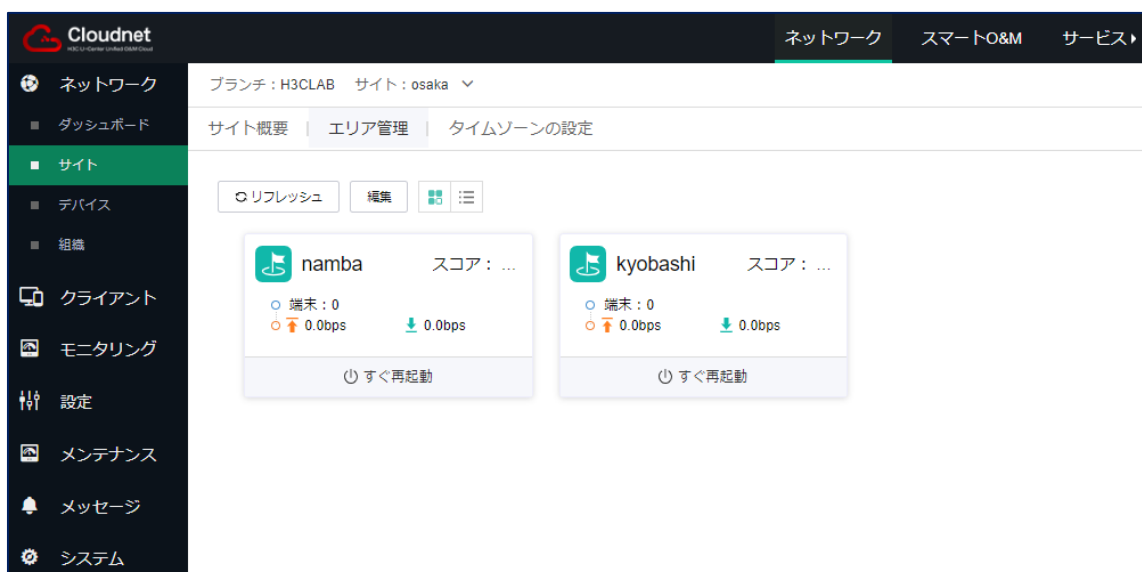 Cloudnet
H3C U-Center Unified O&M Cloud
ネットワーク スマートO&M サービス
ネットワーク
ダッシュボード
サイト
デバイス
組織
クライアント
モニタリング
設定
メンテナンス
メッセージ
システム
ブランチ : H3CLAB サイト : osaka
サイト概要 エリア管理 タイムゾーンの設定
リフレッシュ 編集
namba スコア : ...
端末 : 0
0.0bps 0.0bps
すぐ再起動
kyobashi スコア : ...
端末 : 0
0.0bps 0.0bps
すぐ再起動